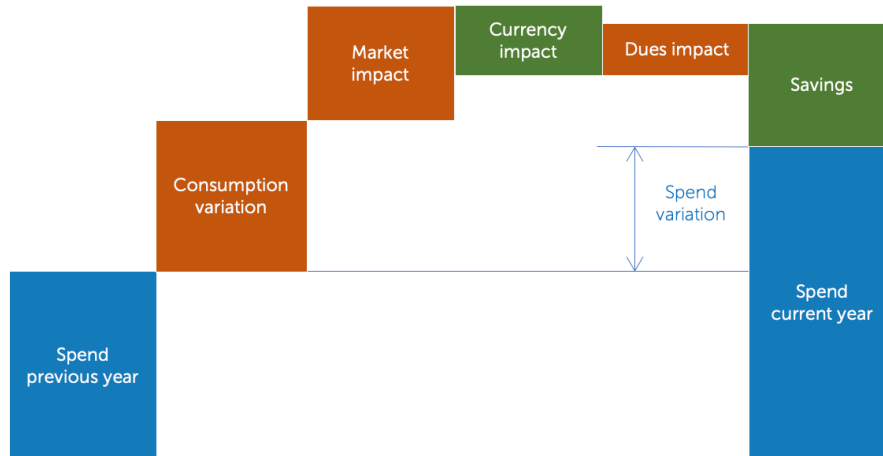 Spend
previous year
Consumption
variation
Market
impact
Currency
impact
Dues impact
Savings
Spend
variation
Spend
current year